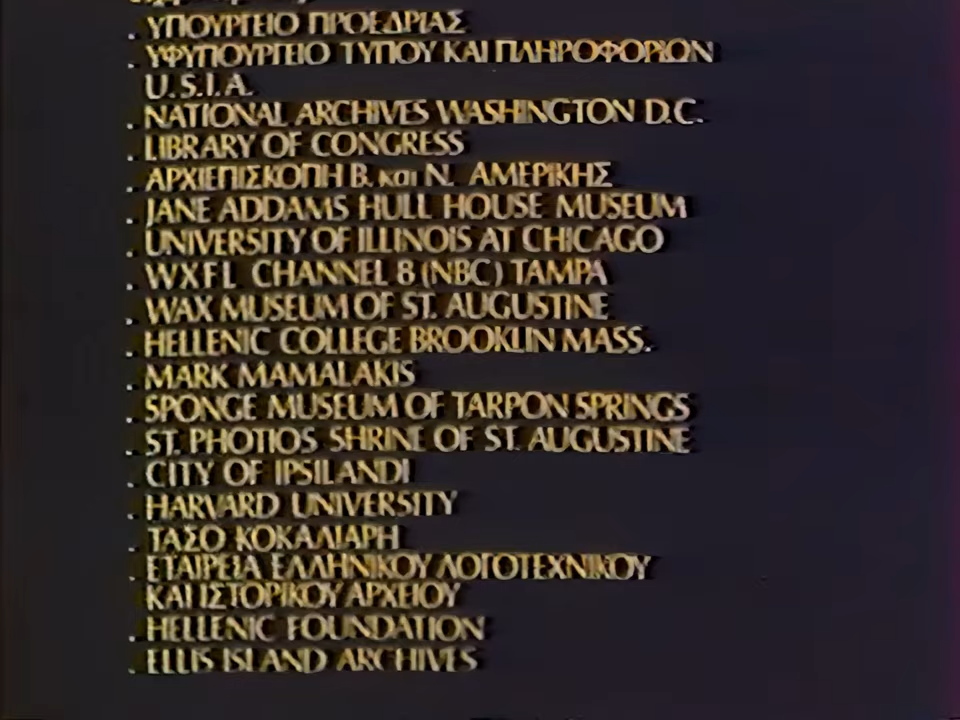 . ΥΠΟΥΡΓΕΙΟ ΠΡΟΕΔΡΙΑΣ
. ΥΦΥΠΟΥΡΓΕΙΟ ΤΥΠΟΥ ΚΑΙ ΠΛΗΡΟΦΟΡΙΩΝ
U.S.I.A.
. NATIONAL ARCHIVES WASHINGTON D.C.
. LIBRARY OF CONGRESS
. ΑΡΧΙΕΠΙΣΚΟΠΗ Β. και Ν. ΑΜΕΡΙΚΗΣ
. JANE ADDAMS HULL HOUSE MUSEUM
. UNIVERSITY OF ILLINOIS AT CHICAGO
. WXFL CHANNEL 8 (NBC) TAMPA
. WAX MUSEUM OF ST. AUGUSTINE
. HELLENIC COLLEGE BROOKLIN MASS.
. MARK MAMALAKIS
. SPONGE MUSEUM OF TARPON SPRINGS
. ST. PHOTIOS SHRINE OF ST. AUGUSTINE
. CITY OF IPSILANDI
. HARVARD UNIVERSITY
. ΤΑΣΟ ΚΟΚΑΛΙΑΡΗ
. ΕΤΑΙΡΕΙΑ ΕΛΛΗΝΙΚΟΥ ΛΟΓΟΤΕΧΝΙΚΟΥ
ΚΑΙ ΙΣΤΟΡΙΚΟΥ ΑΡΧΕΙΟΥ
. HELLENIC FOUNDATION
. ELLIS ISLAND ARCHIVES